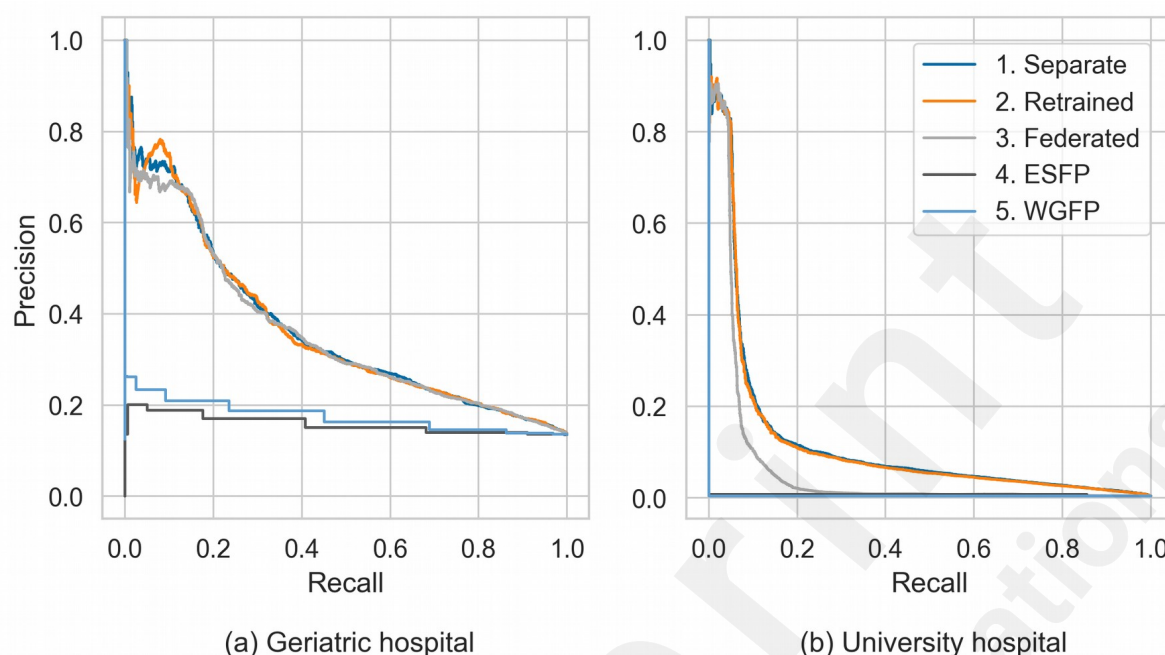 1.0
0.8
0.6
0.4
0.2
0.0
Precision
0.0 0.2 0.4 0.6 0.8 1.0
Recall
(a) Geriatric hospital
1.0
0.8
0.6
0.4
0.2
0.0
1. Separate
2. Retrained
3. Federated
4. ESFP
5. WGFP
0.0 0.2 0.4 0.6 0.8 1.0
Recall
(b) University hospital